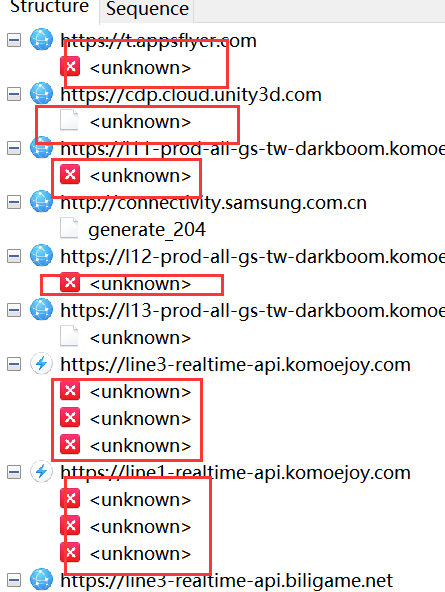 Structure Sequence
https://t.appsflyer.com
<unknown>
https://cdp.cloud.unity3d.com
<unknown>
https://l11-prod-all-gs-tw-darkboom.komoe
<unknown>
http://connectivity.samsung.com.cn
generate_204
https://l12-prod-all-gs-tw-darkboom.komoe
<unknown>
https://l13-prod-all-gs-tw-darkboom.komoe
<unknown>
https://line3-realtime-api.komoejoy.com
<unknown>
<unknown>
<unknown>
https://line1-realtime-api.komoejoy.com
<unknown>
<unknown>
<unknown>
https://line3-realtime-api.biligame.net